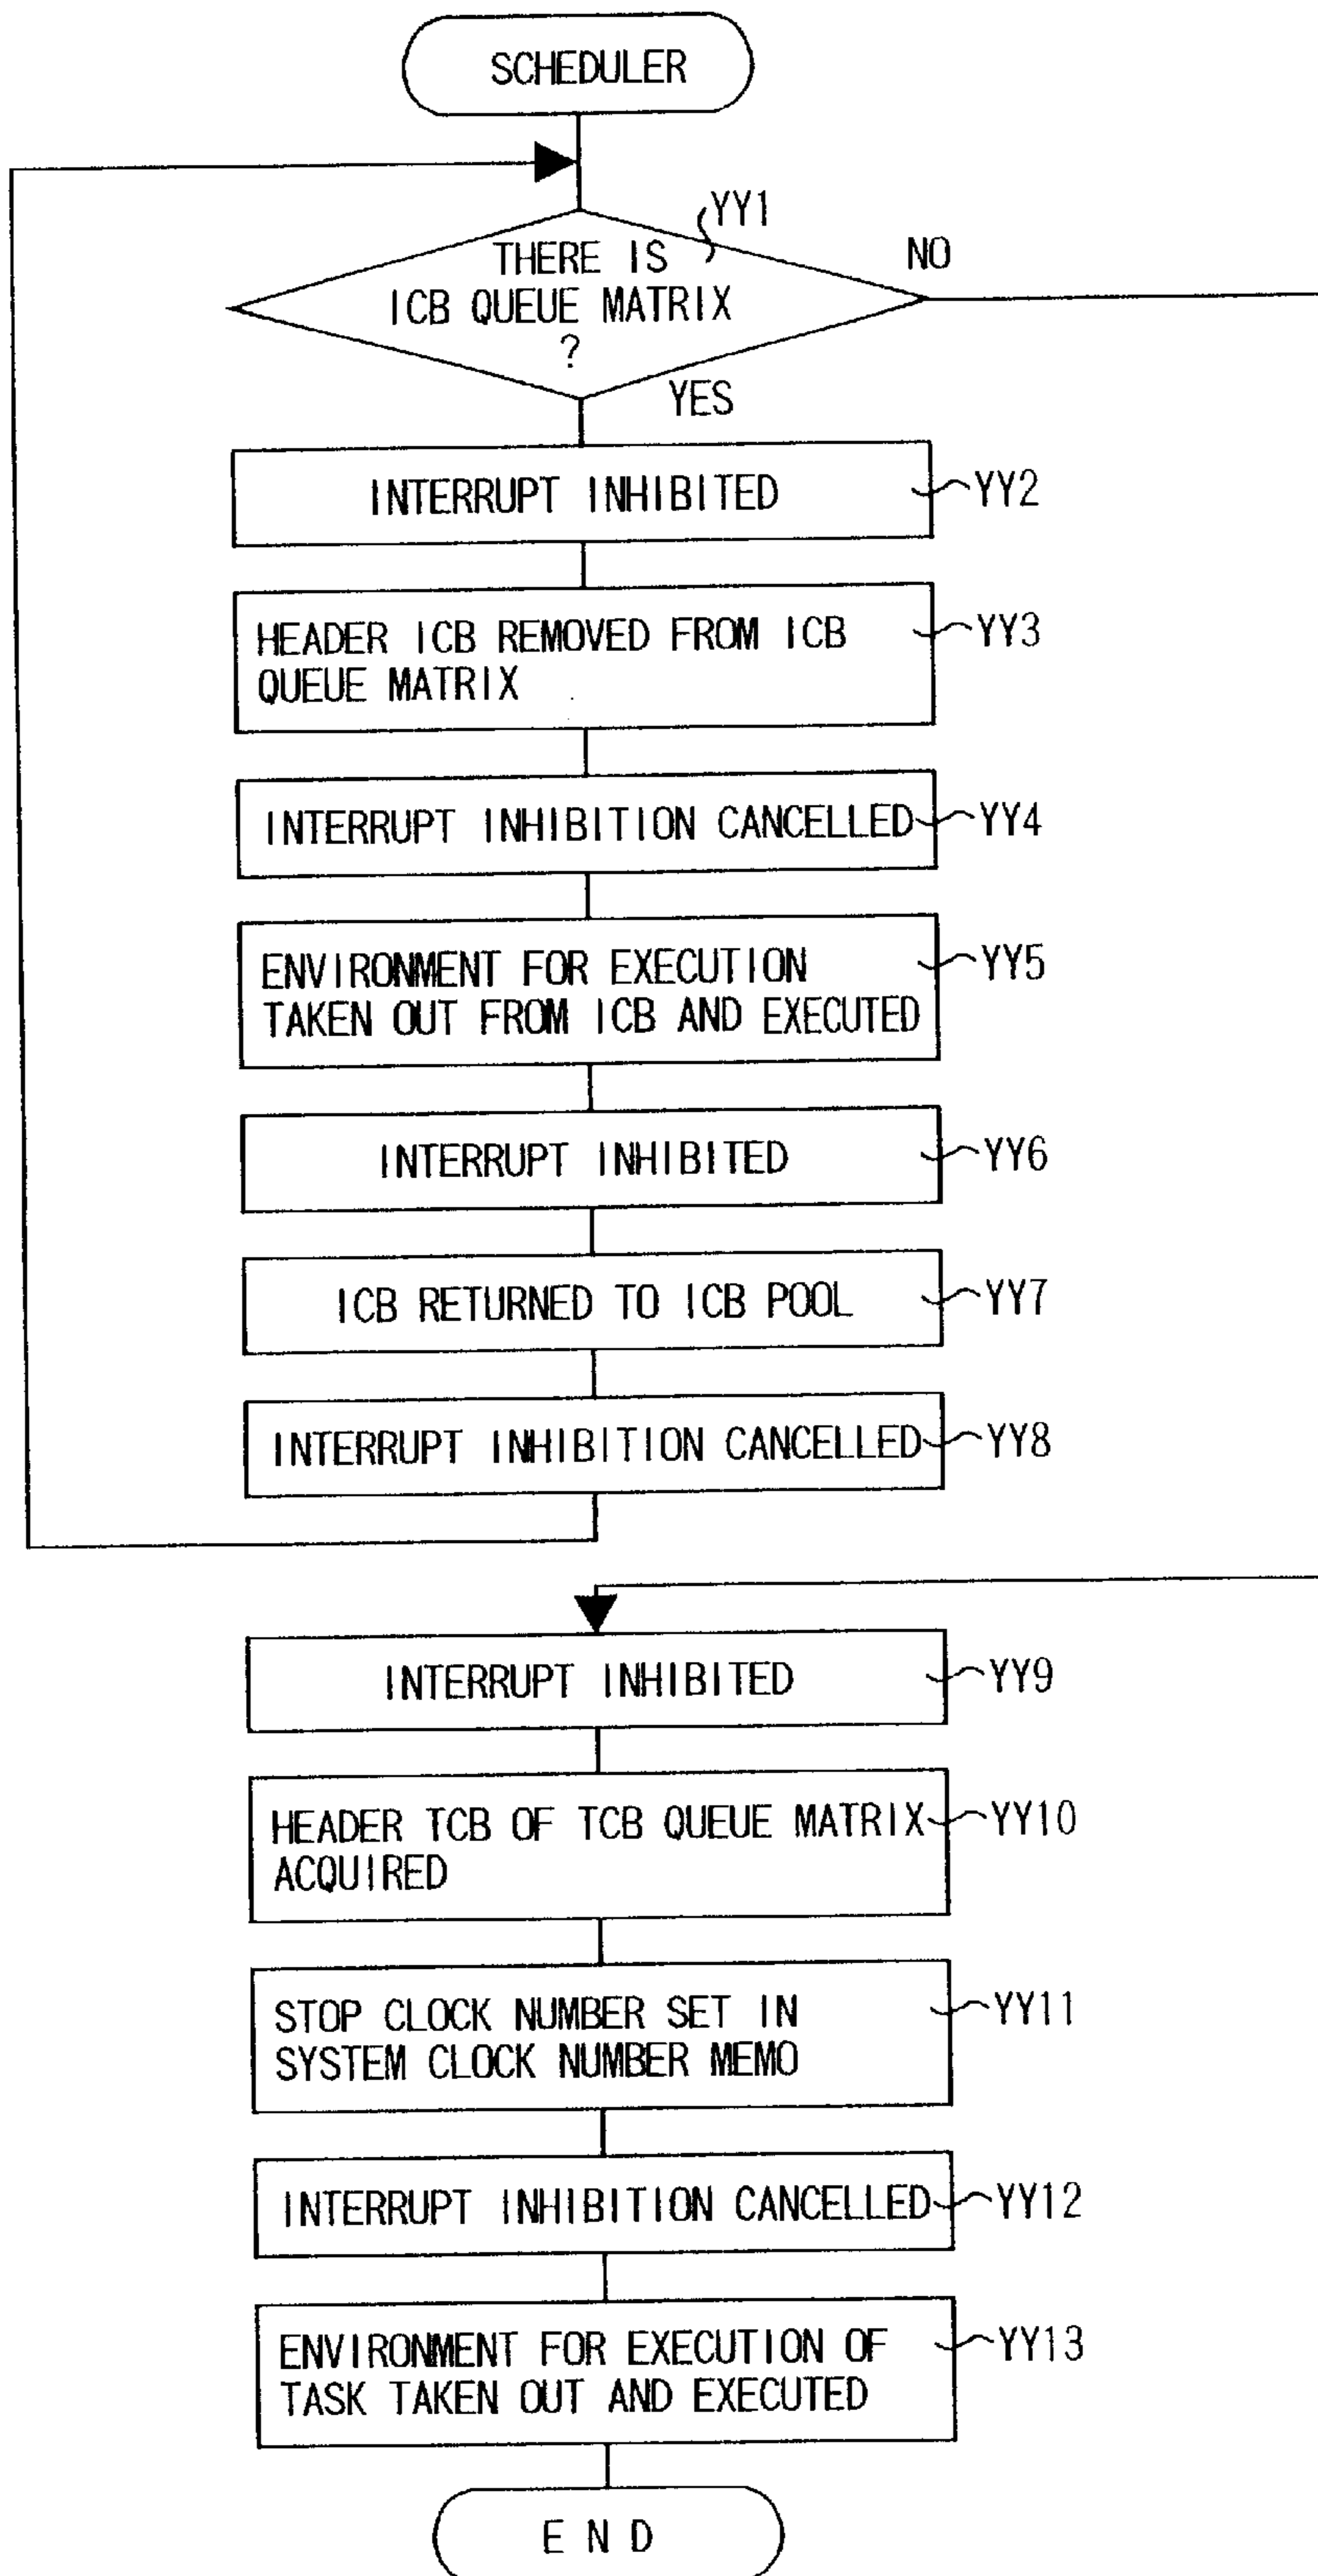 SCHEDULER
YY1
THERE IS
ICB QUEUE MATRIX
?
NO
YES
INTERRUPT INHIBITED
YY2
HEADER ICB REMOVED FROM ICB
QUEUE MATRIX
YY3
INTERRUPT INHIBITION CANCELLED
YY4
ENVIRONMENT FOR EXECUTION
TAKEN OUT FROM ICB AND EXECUTED
YY5
INTERRUPT INHIBITED
YY6
ICB RETURNED TO ICB POOL
YY7
INTERRUPT INHIBITION CANCELLED
YY8
INTERRUPT INHIBITED
YY9
HEADER TCB OF TCB QUEUE MATRIX
ACQUIRED
YY10
STOP CLOCK NUMBER SET IN
SYSTEM CLOCK NUMBER MEMO
YY11
INTERRUPT INHIBITION CANCELLED
YY12
ENVIRONMENT FOR EXECUTION OF
TASK TAKEN OUT AND EXECUTED
YY13
E N D